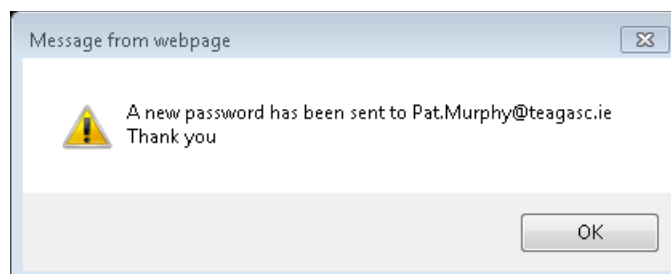 Message from webpage
A new password has been sent to Pat.Murphy@teagasc.ie
Thank you
OK